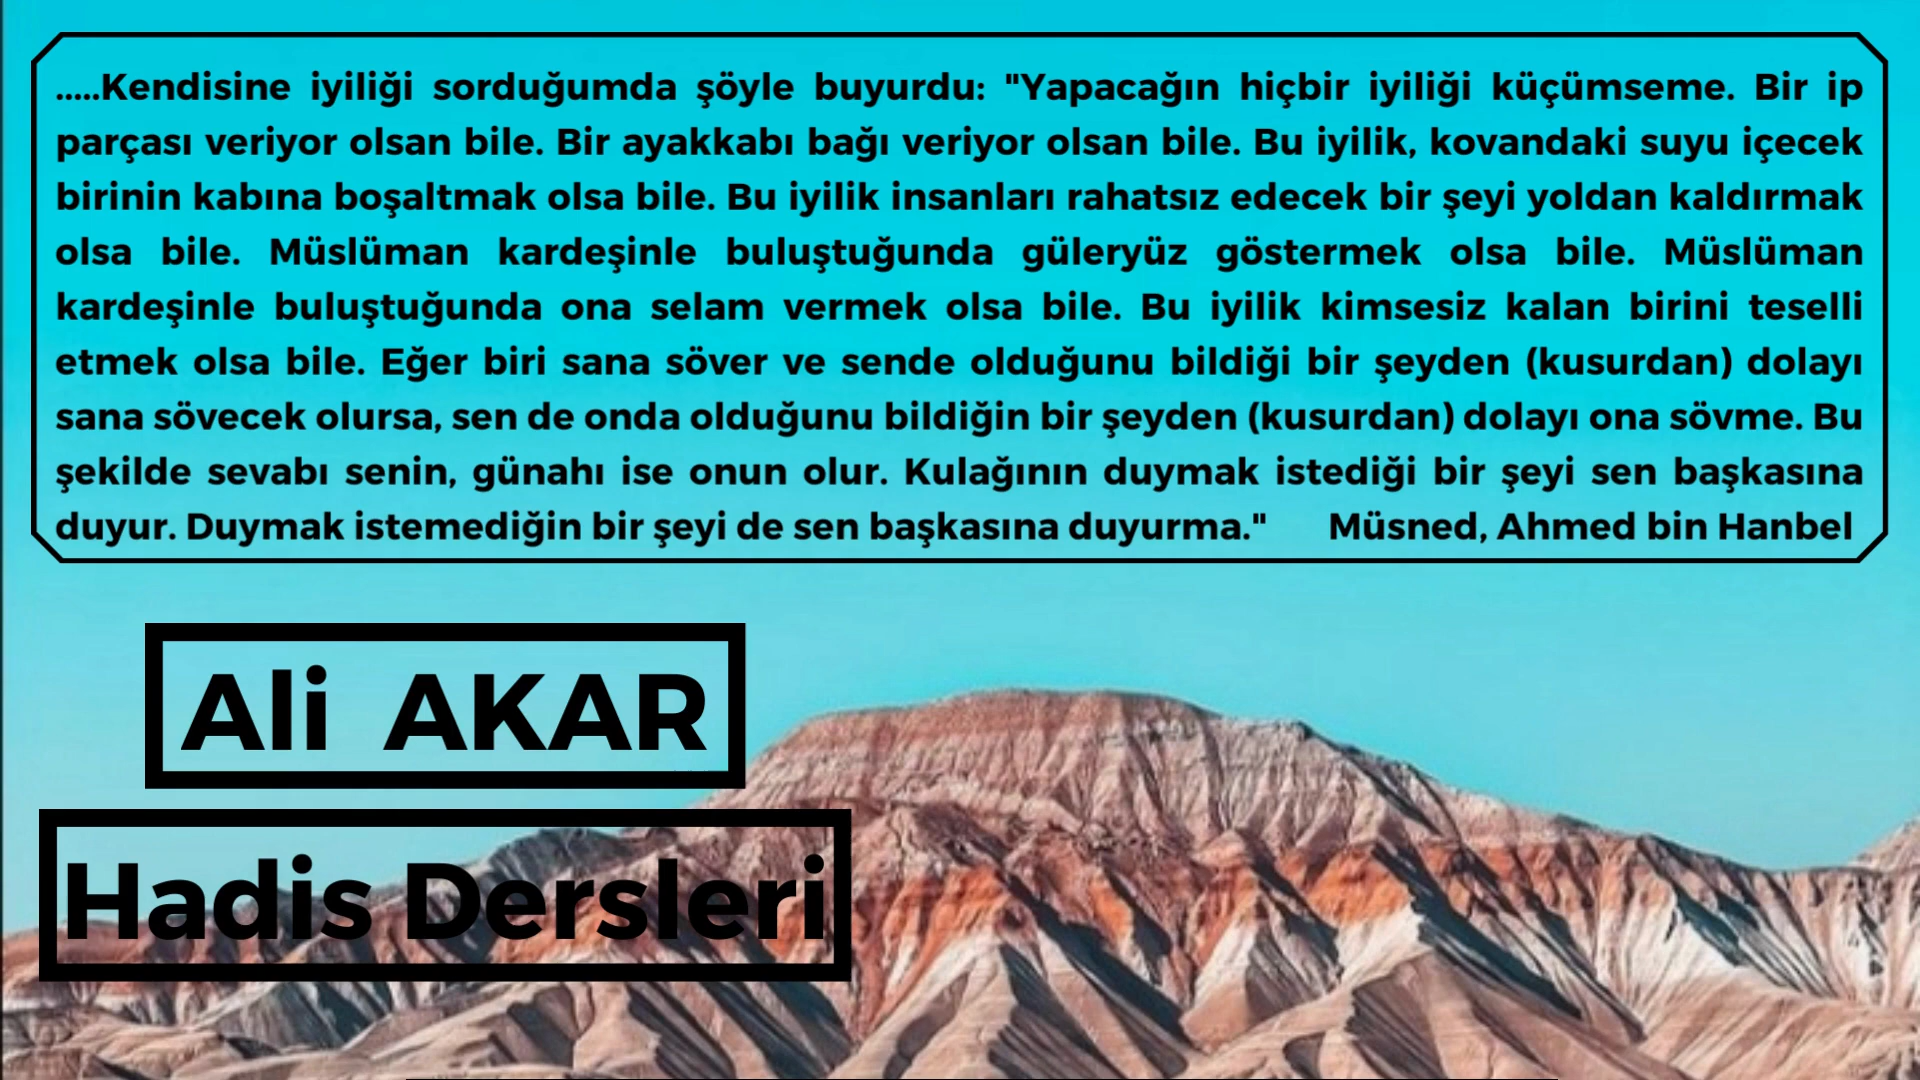 .....Kendisine iyiliği sorduğumda şöyle buyurdu: "Yapacağın hiçbir iyiliği küçümseme. Bir ip
parçası veriyor olsan bile. Bir ayakkabı bağı veriyor olsan bile. Bu iyilik, kovandaki suyu içecek
birinin kabına boşaltmak olsa bile. Bu iyilik insanları rahatsız edecek bir şeyi yoldan kaldırmak
olsa bile. Müslüman kardeşinle buluştuğunda güleryüz göstermek olsa bile. Müslüman
kardeşinle buluştuğunda ona selam vermek olsa bile. Bu iyilik kimsesiz kalan birini teselli
etmek olsa bile. Eğer biri sana söver ve sende olduğunu bildiği bir şeyden (kusurdan) dolayı
sana sövecek olursa, sen de onda olduğunu bildiğin bir şeyden (kusurdan) dolayı ona sövme. Bu
şekilde sevabı senin, günahı ise onun olur. Kulağının duymak istediği bir şeyi sen başkasına
duyur. Duymak istemediğin bir şeyi de sen başkasına duyurma." Müsned, Ahmed bin Hanbel
Ali AKAR
Hadis Dersleri